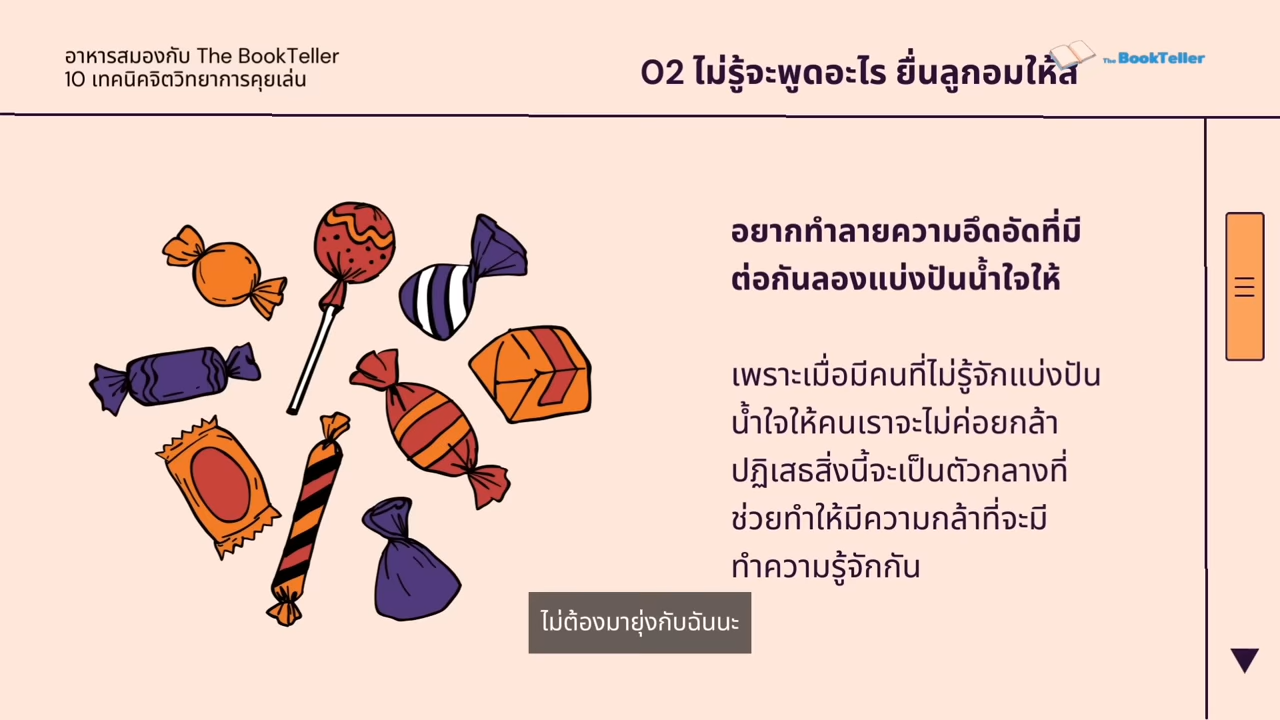 อาหารสมองกับ The BookTeller
10 เทคนิคจิตวิทยาการคุยเล่น
02 ไม่รู้จะพูดอะไร ยื่นลูกอมให้สิ
The BookTeller
อยากทำลายความอึดอัดที่มี
ต่อกันลองแบ่งปันน้ำใจให้
เพราะเมื่อมีคนที่ไม่รู้จักแบ่งปัน
น้ำใจให้คนเราจะไม่ค่อยกล้า
ปฏิเสธสิ่งนี้จะเป็นตัวกลางที่
ช่วยทำให้มีความกล้าที่จะมี
ทำความรู้จักกัน
ไม่ต้องมายุ่งกับฉันนะ